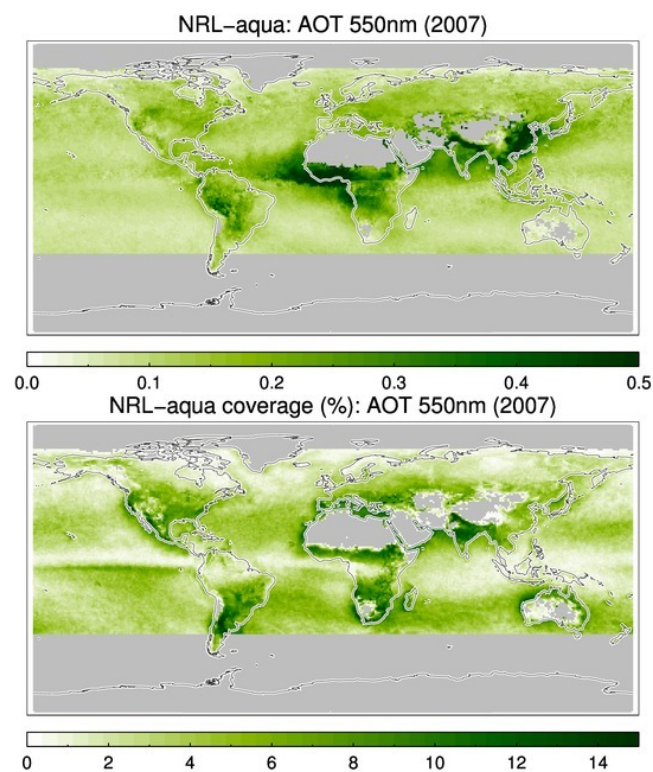 NRL−aqua: AOT 550nm (2007)
0.0 0.1 0.2 0.3 0.4 0.5
NRL−aqua coverage (%): AOT 550nm (2007)
0 2 4 6 8 10 12 14